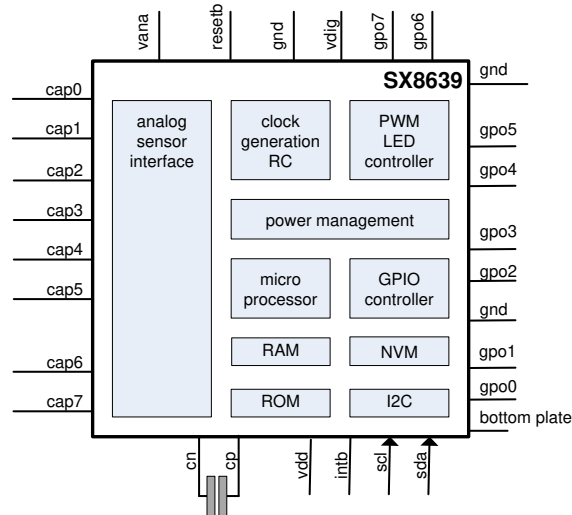 vana
resetb
gnd
vdig
gpo7
gpo6
SX8639
cap0
cap1
cap2
cap3
cap4
cap5
cap6
cap7
analog
sensor
interface
clock
generation
RC
PWM
LED
controller
power management
micro
processor
GPIO
controller
RAM
NVM
ROM
I2C
gnd
gpo5
gpo4
gpo3
gpo2
gnd
gpo1
gpo0
bottom plate
cn
cp
vdd
intb
scl
sda